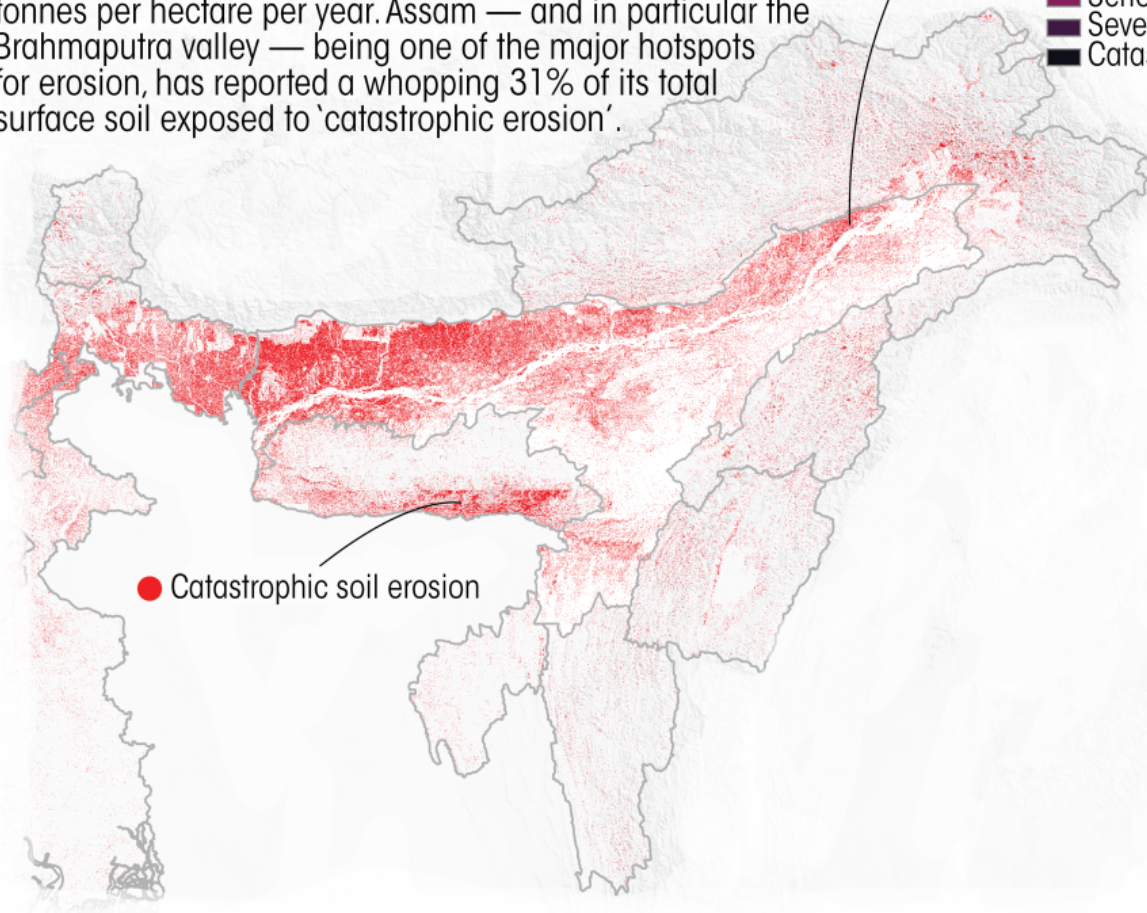 tonnes per hectare per year. Assam — and in particular the
Brahmaputra valley — being one of the major hotspots
for erosion, has reported a whopping 31% of its total
surface soil exposed to ‘catastrophic erosion’.
Seve
Cata
Catastrophic soil erosion